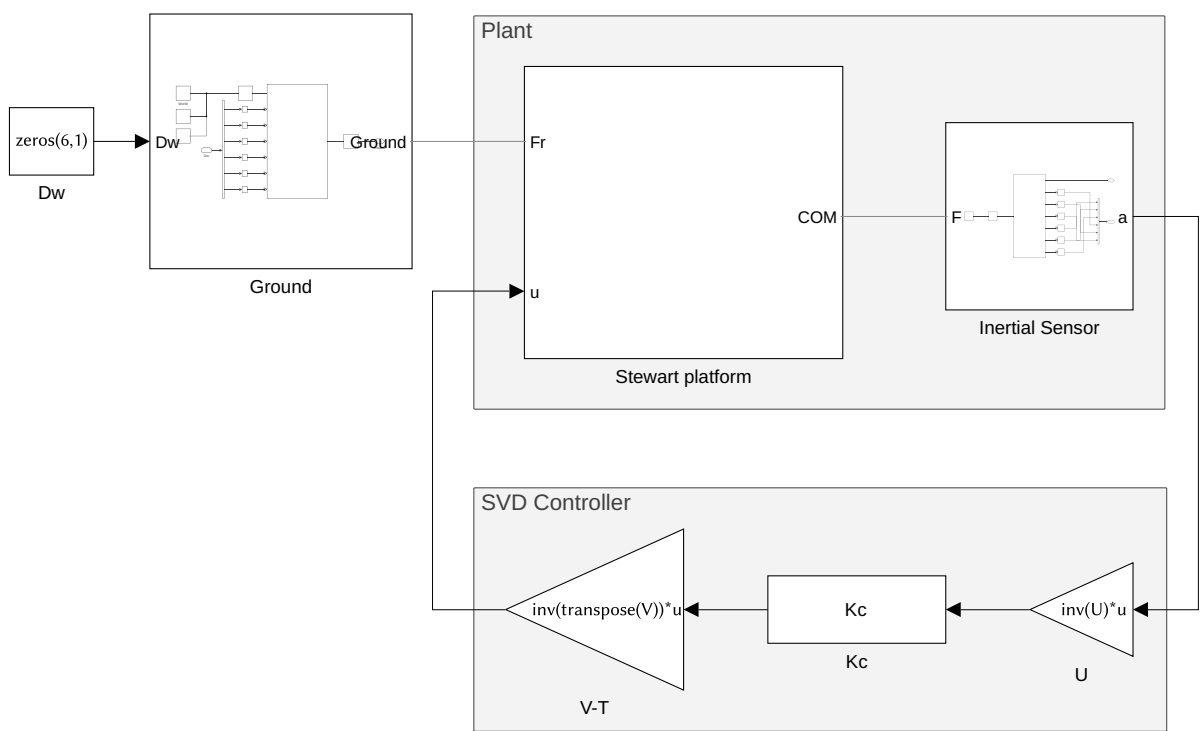 Plant
zeros(6,1)
Dw
Dw
Ground
Ground
Fr
u
COM
Stewart platform
F
a
Inertial Sensor
SVD Controller
inv(transpose(V))*u
V-T
Kc
Kc
inv(U)*u
U